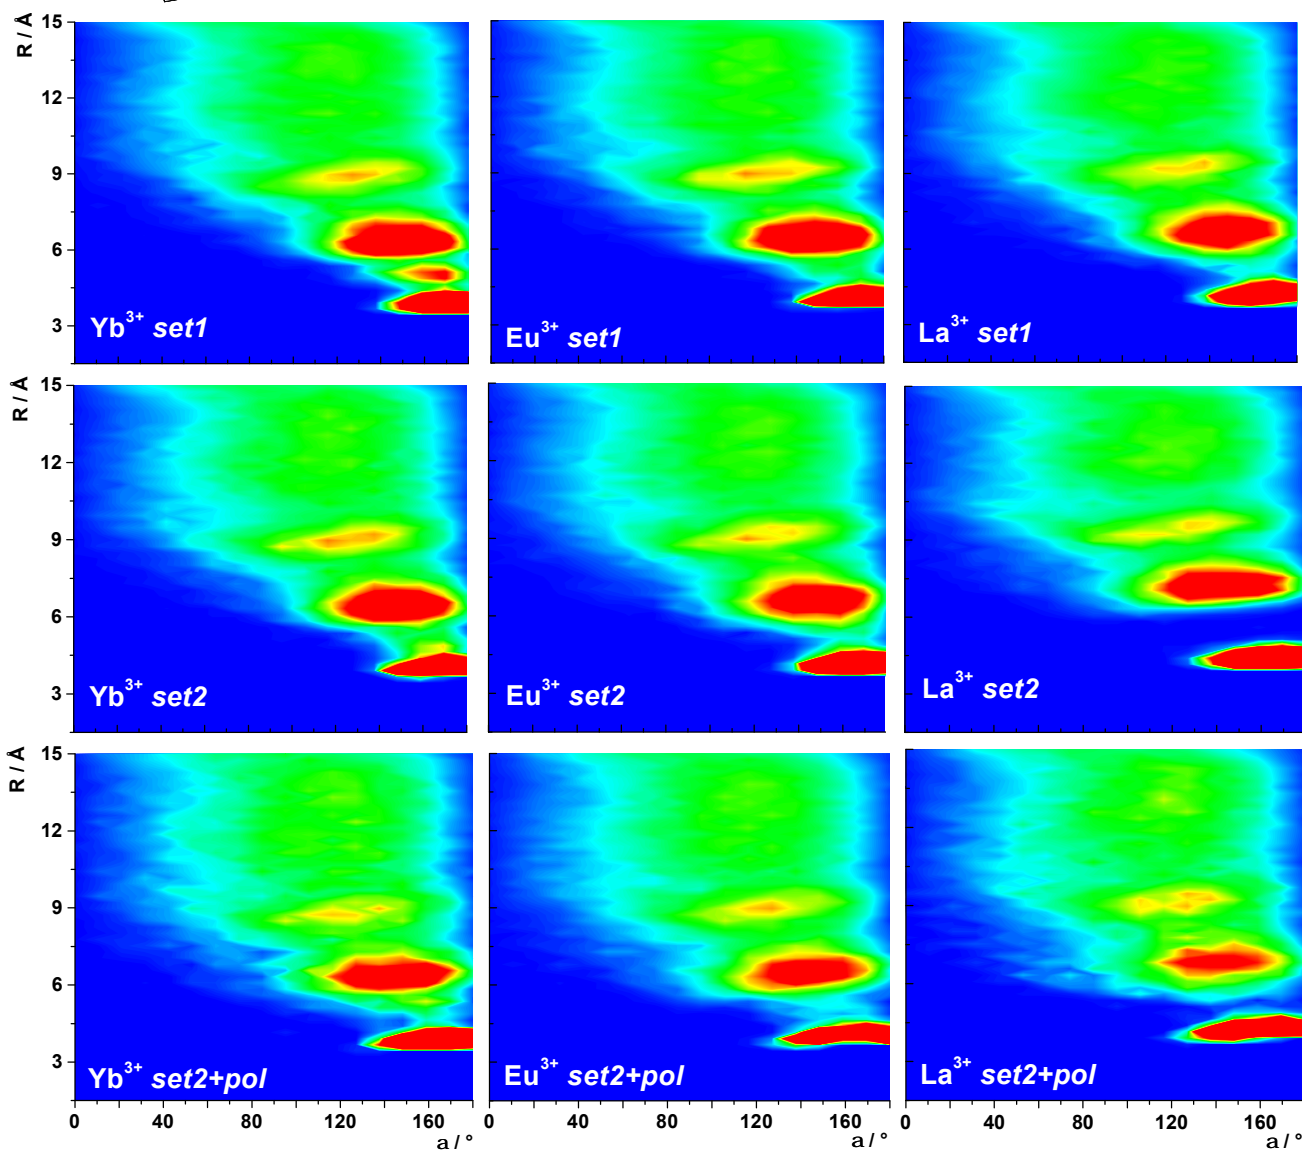 R / Å
15
12
9
6
3
Yb³⁺ set1
Eu³⁺ set1
La³⁺ set1
R / Å
15
12
9
6
3
Yb³⁺ set2
Eu³⁺ set2
La³⁺ set2
R / Å
15
12
9
6
3
Yb³⁺ set2+pol
Eu³⁺ set2+pol
La³⁺ set2+pol
0 40 80 120 160 0 40 80 120 160 0 40 80 120 160
a / ° a / ° a / °